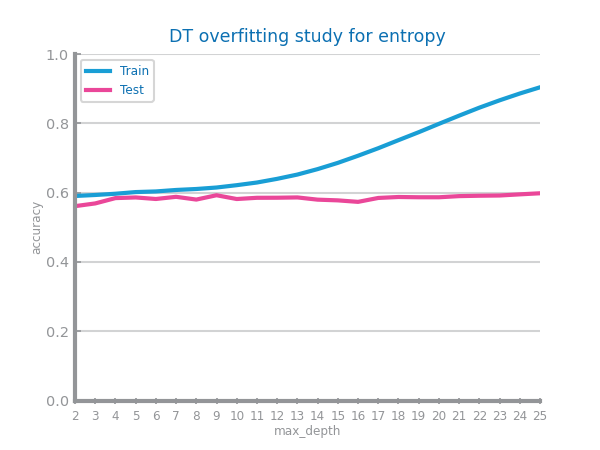 DT overfitting study for entropy
1.0
0.8
0.6
0.4
0.2
0.0
accuracy
Train
Test
2 3 4 5 6 7 8 9 10 11 12 13 14 15 16 17 18 19 20 21 22 23 24 25
max_depth